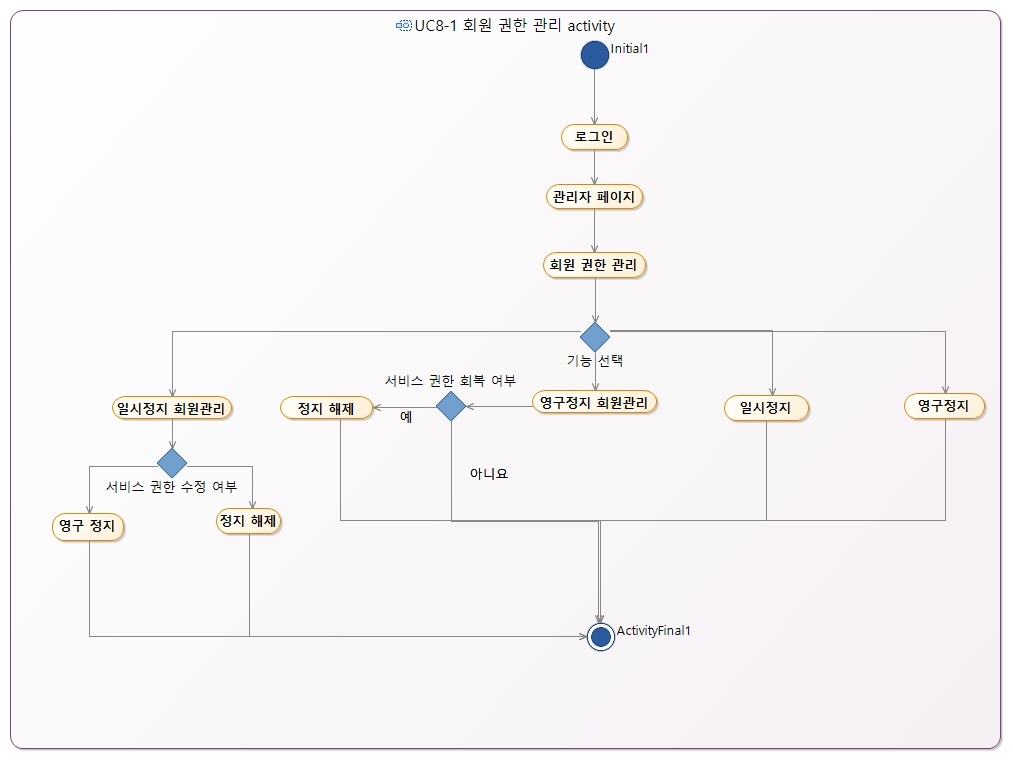 UC8-1 회원 권한 관리 activity
Initial1
로그인
관리자 페이지
회원 권한 관리
기능 선택
서비스 권한 회복 여부
일시정지 회원관리
정지 해제
예
영구정지 회원관리
일시정지
영구정지
아니요
서비스 권한 수정 여부
영구 정지
정지 해제
ActivityFinal1